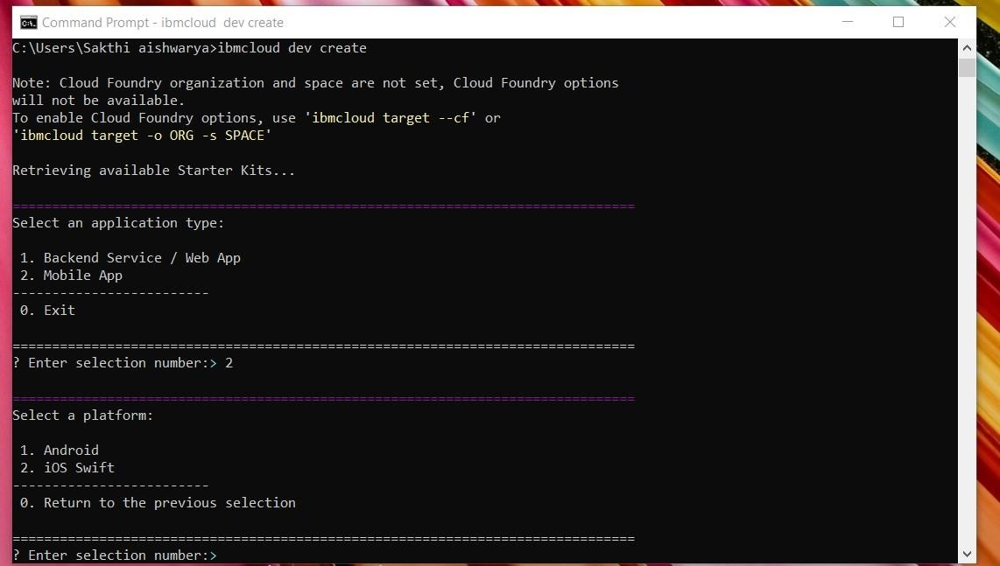 Command Prompt - ibmcloud  dev create
C:\Users\Sakthi aishwarya>ibmcloud dev create
Note: Cloud Foundry organization and space are not set, Cloud Foundry options
will not be available.
To enable Cloud Foundry options, use 'ibmcloud target --cf' or
'ibmcloud target -o ORG -s SPACE'
Retrieving available Starter Kits...
================================================================================
Select an application type:
1. Backend Service / Web App
2. Mobile App
-------------------------
0. Exit
================================================================================
? Enter selection number:> 2
================================================================================
Select a platform:
1. Android
2. iOS Swift
-------------------------
0. Return to the previous selection
================================================================================
? Enter selection number:>